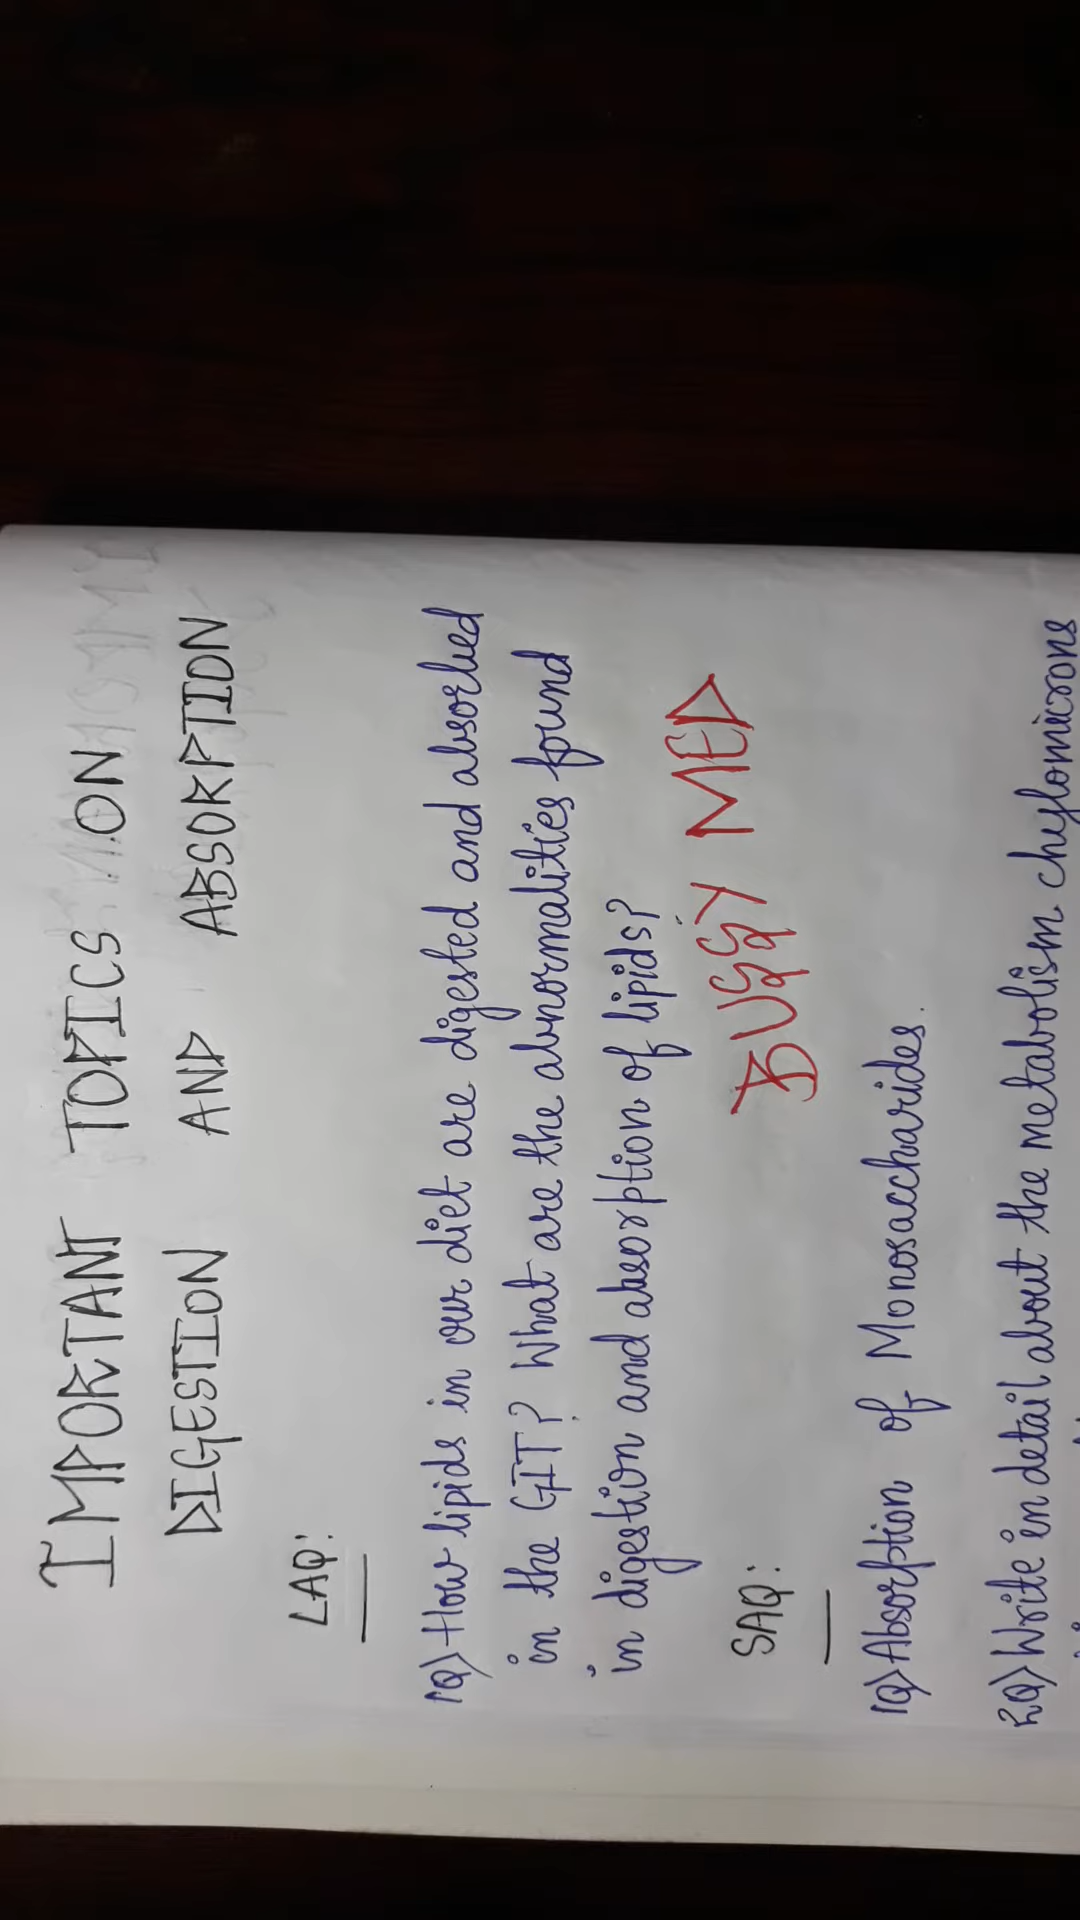 IMPORTANT TOPICS ON
DIGESTION AND ABSORPTION
LAQ:
1Q) How lipids in our diet are digested and absorbed
in the GIT? What are the abnormalities found
in digestion and absorption of lipids?
BUGGY MED
SAQ:
1Q) Absorption of Monosaccharides.
2Q) Write in detail about the metabolism chylomicrons